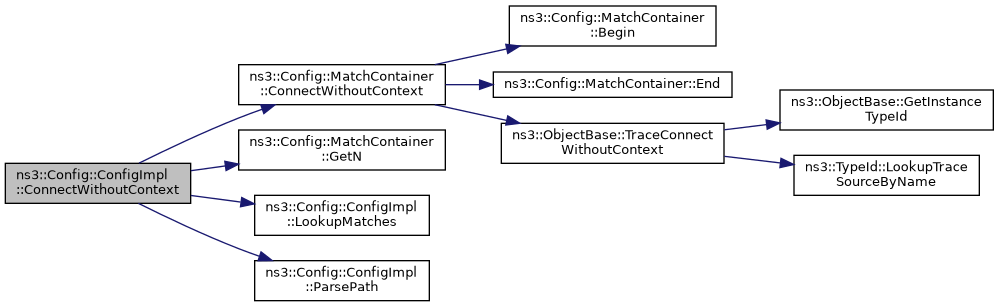 ns3::Config::ConfigImpl
::ConnectWithoutContext
ns3::Config::MatchContainer
::ConnectWithoutContext
ns3::Config::MatchContainer
::GetN
ns3::Config::ConfigImpl
::LookupMatches
ns3::Config::ConfigImpl
::ParsePath
ns3::Config::MatchContainer
::Begin
ns3::Config::MatchContainer::End
ns3::ObjectBase::TraceConnect
WithoutContext
ns3::ObjectBase::GetInstance
TypeId
ns3::TypeId::LookupTrace
SourceByName